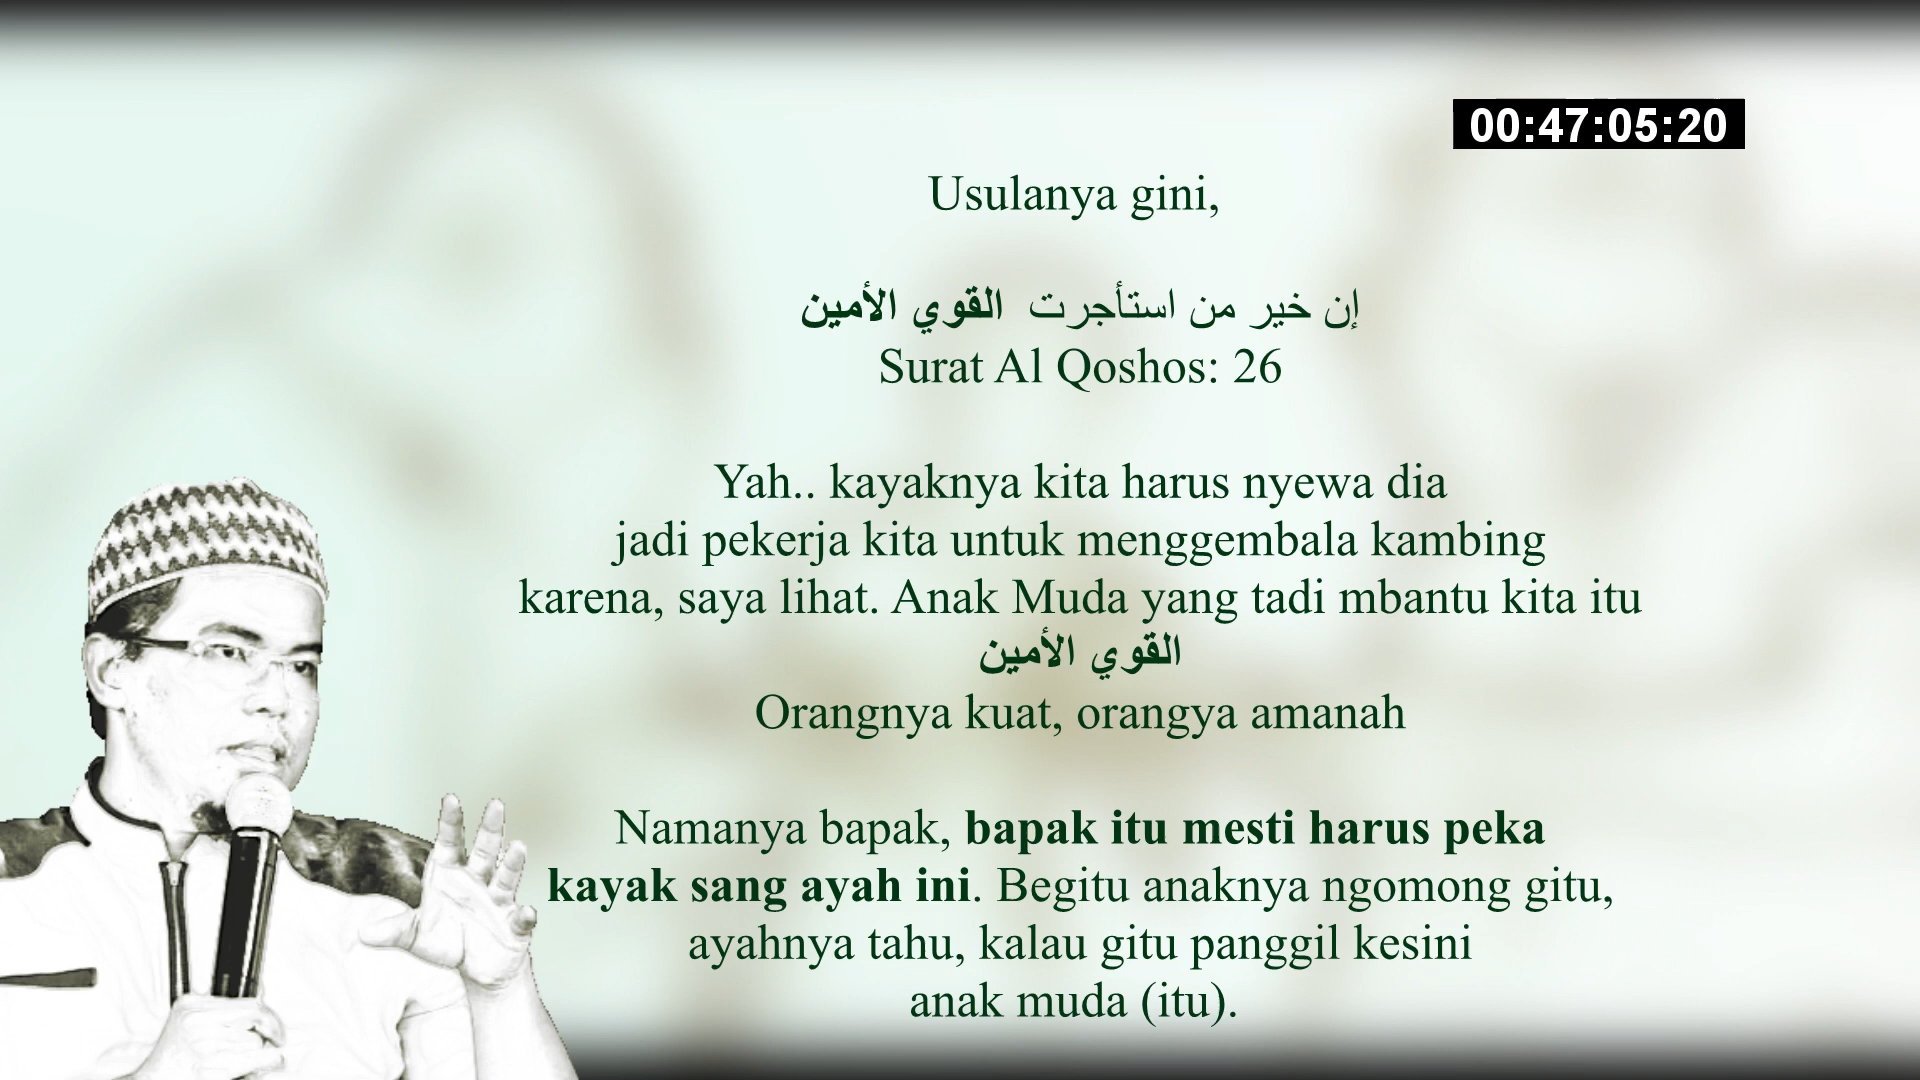 00:47:05:20
Usulanya gini,
إن خير من استأجرت القوي الأمين
Surat Al Qoshos: 26
Yah.. kayaknya kita harus nyewa dia
jadi pekerja kita untuk menggembala kambing
karena, saya lihat. Anak Muda yang tadi mbantu kita itu
القوي الأمين
Orangnya kuat, orangya amanah
Namanya bapak, bapak itu mesti harus peka
kayak sang ayah ini. Begitu anaknya ngomong gitu,
ayahnya tahu, kalau gitu panggil kesini
anak muda (itu).